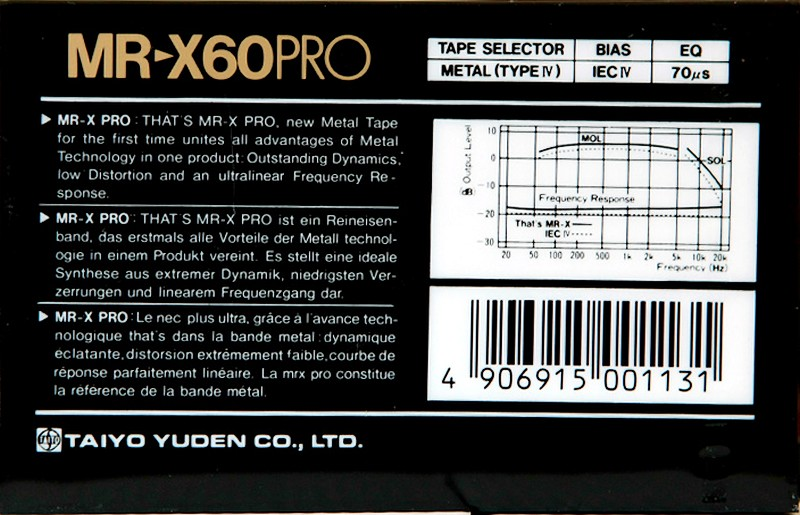 MR-X60PRO
TAPE SELECTOR BIAS EQ
METAL (TYPE IV) IEC IV 70μs
▶ MR-X PRO : THAT'S MR-X PRO, new Metal Tape
for the first time unites all advantages of Metal
Technology in one product: Outstanding Dynamics,
low Distortion and an ultralinear Frequency Re-
sponse.
▶ MR-X PRO : THAT'S MR-X PRO ist ein Reineisen-
band, das erstmals alle Vorteile der Metall technol-
ogie in einem Produkt vereint. Es stellt eine ideale
Synthese aus extremer Dynamik, niedrigsten Ver-
zerrungen und linearem Frequenzgang dar.
▶ MR-X PRO : Le nec plus ultra, grâce à l'avance tech-
nologique that's dans la bande metal : dynamique
éclatante, distorsion extrêmement faible, courbe de
réponse parfaitement linéaire. La mrx pro constitue
la référence de la bande métal.
Output Level
(dB)
10
0
-10
-20
-30
MOL
SOL
Frequency Response
That's MR-X
IEC IV
20 50 100 200 500 1k 2k 5k 10k 20k
Frequency (Hz)
4 906915 001131
TAIYO YUDEN CO., LTD.